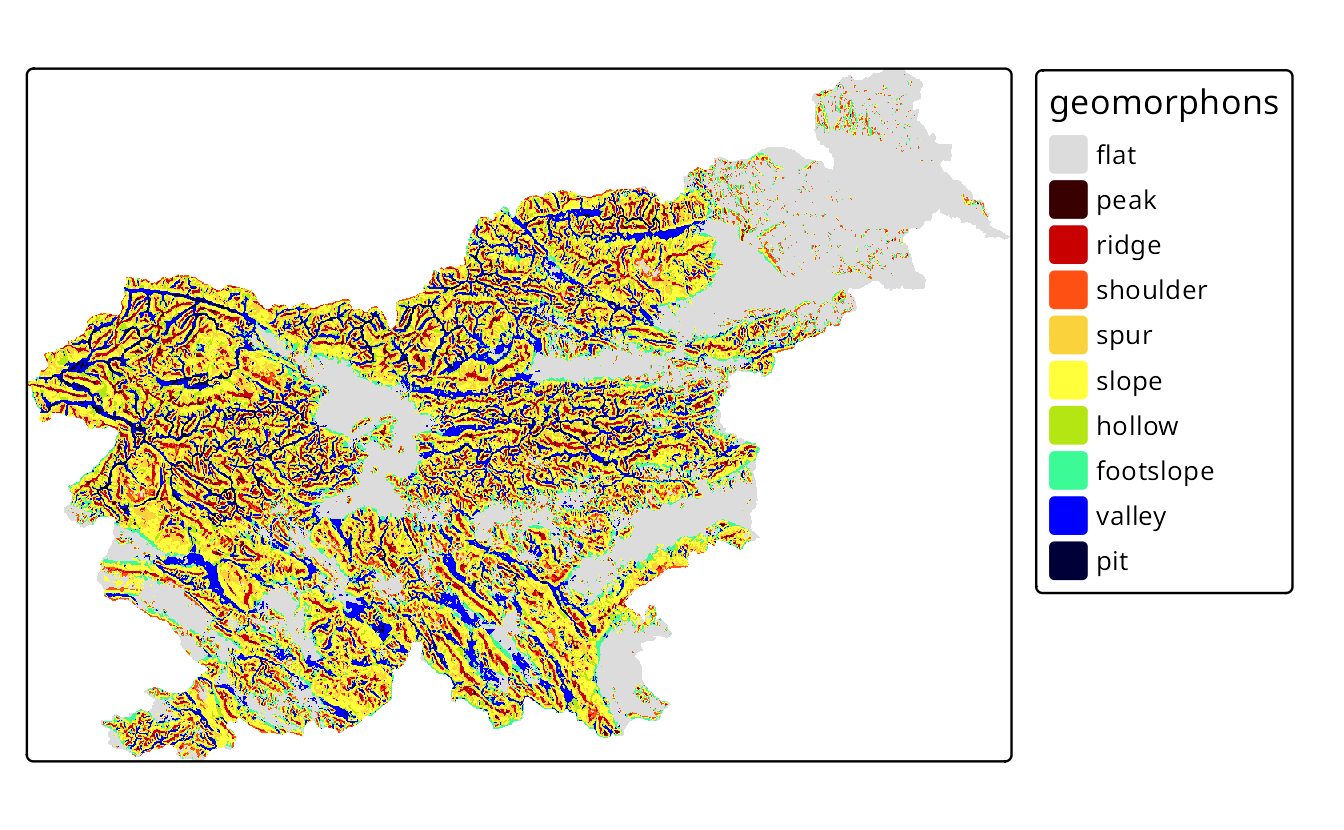 geomorphons
flat
peak
ridge
shoulder
spur
slope
hollow
footslope
valley
pit